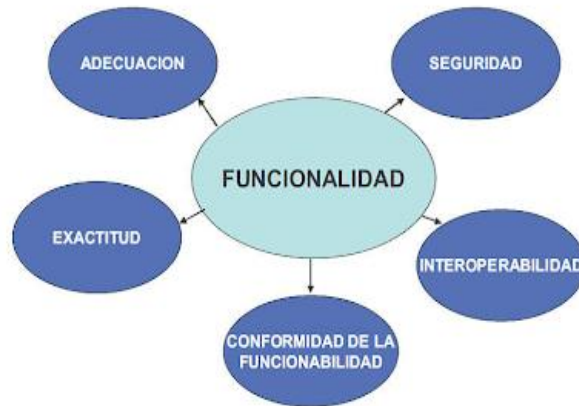 ADECUACION
SEGURIDAD
FUNCIONALIDAD
EXACTITUD
INTEROPERABILIDAD
CONFORMIDAD DE LA
FUNCIONABILIDAD